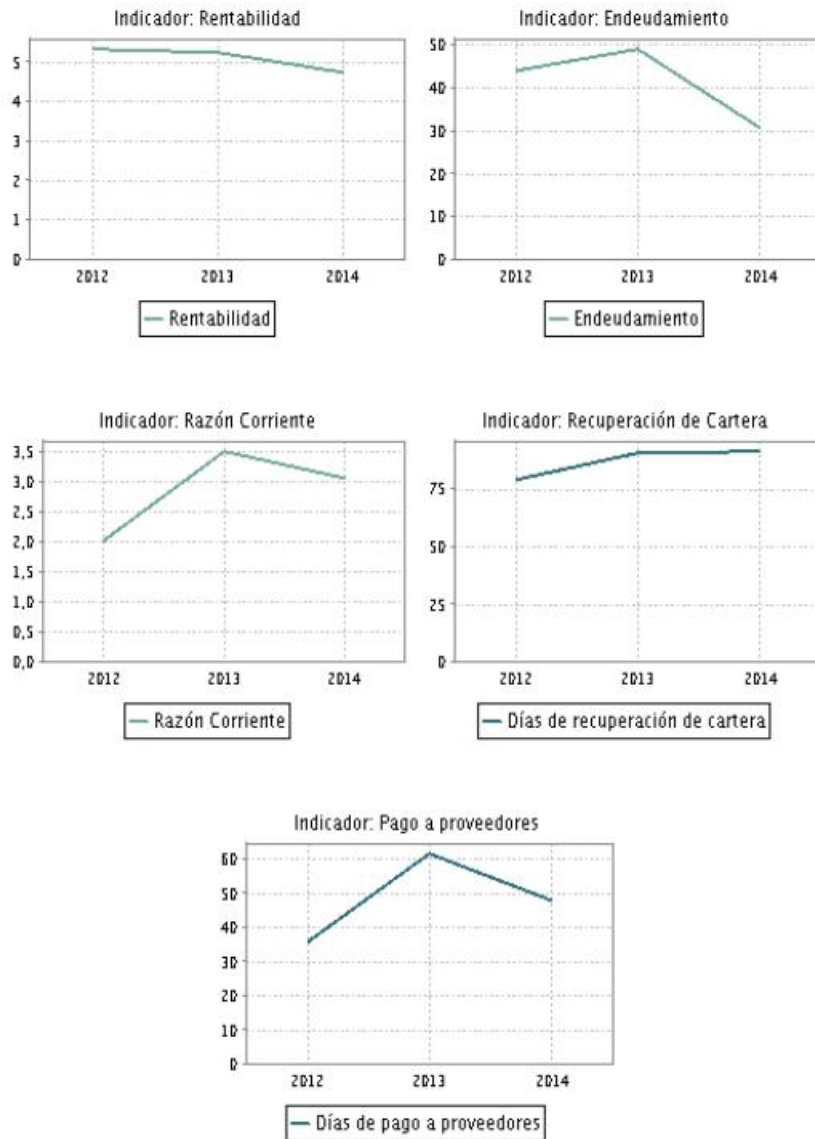 Indicador: Rentabilidad
5
4
3
2
1
0
2012 2013 2014
Rentabilidad
Indicador: Endeudamiento
50
40
30
20
10
0
2012 2013 2014
Endeudamiento
Indicador: Razón Corriente
3,5
3,0
2,5
2,0
1,5
1,0
0,5
0,0
2012 2013 2014
Razón Corriente
Indicador: Recuperación de Cartera
75
50
25
0
2012 2013 2014
Días de recuperación de cartera
Indicador: Pago a proveedores
60
50
40
30
20
10
0
2012 2013 2014
Días de pago a proveedores